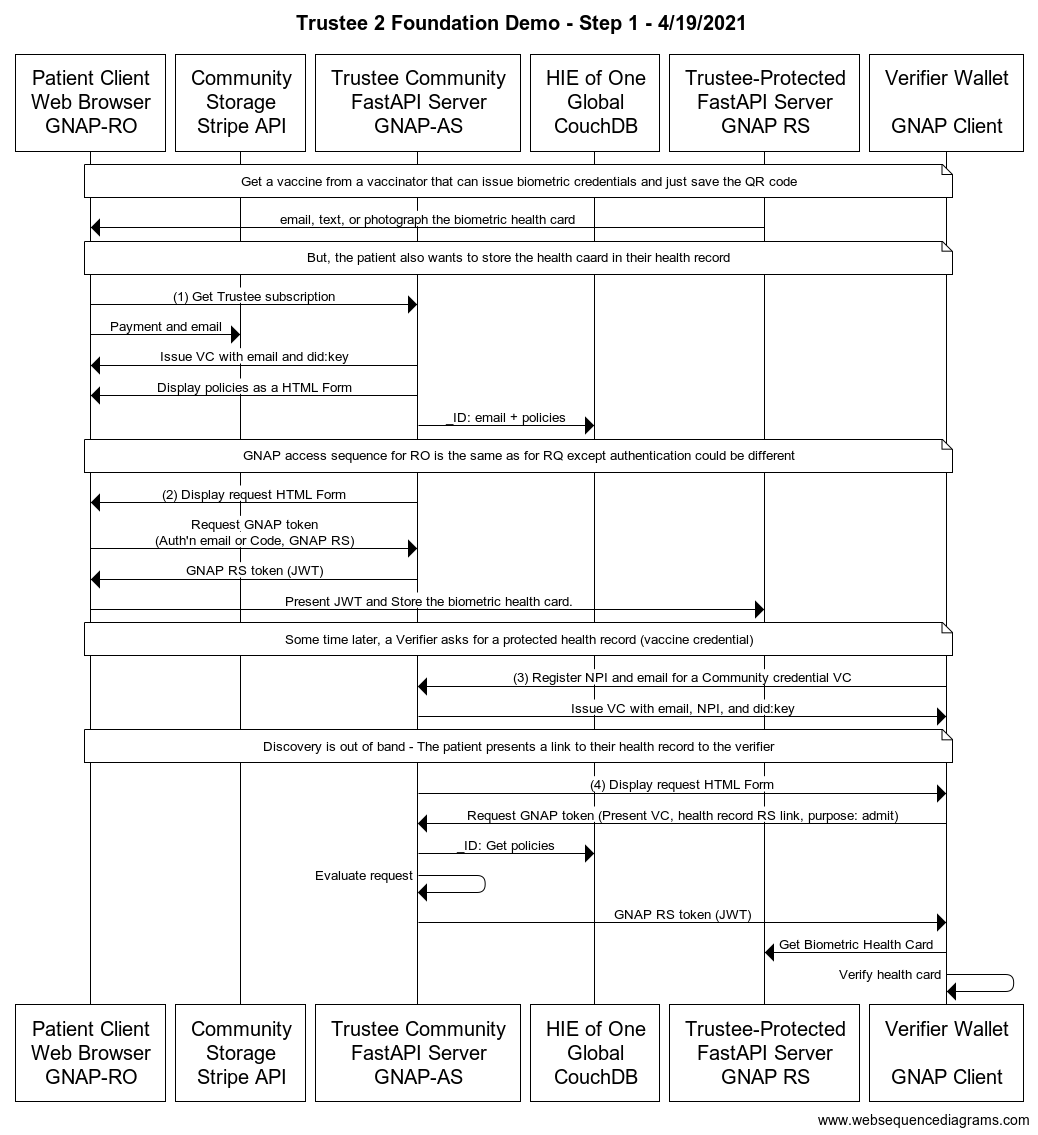 Trustee 2 Foundation Demo - Step 1 - 4/19/2021
Patient Client
Web Browser
GNAP-RO
Community
Storage
Stripe API
Trustee Community
FastAPI Server
GNAP-AS
HIE of One
Global
CouchDB
Trustee-Protected
FastAPI Server
GNAP RS
Verifier Wallet
GNAP Client
Get a vaccine from a vaccinator that can issue biometric credentials and just save the QR code
email, text, or photograph the biometric health card
But, the patient also wants to store the health caard in their health record
(1) Get Trustee subscription
Payment and email
Issue VC with email and did:key
Display policies as a HTML Form
_ID: email + policies
GNAP access sequence for RO is the same as for RQ except authentication could be different
(2) Display request HTML Form
Request GNAP token
(Auth'n email or Code, GNAP RS)
GNAP RS token (JWT)
Present JWT and Store the biometric health card.
Some time later, a Verifier asks for a protected health record (vaccine credential)
(3) Register NPI and email for a Community credential VC
Issue VC with email, NPI, and did:key
Discovery is out of band - The patient presents a link to their health record to the verifier
(4) Display request HTML Form
Request GNAP token (Present VC, health record RS link, purpose: admit)
_ID: Get policies
Evaluate request
GNAP RS token (JWT)
Get Biometric Health Card
Verify health card
Patient Client
Web Browser
GNAP-RO
Community
Storage
Stripe API
Trustee Community
FastAPI Server
GNAP-AS
HIE of One
Global
CouchDB
Trustee-Protected
FastAPI Server
GNAP RS
Verifier Wallet
GNAP Client
www.websequencediagrams.com